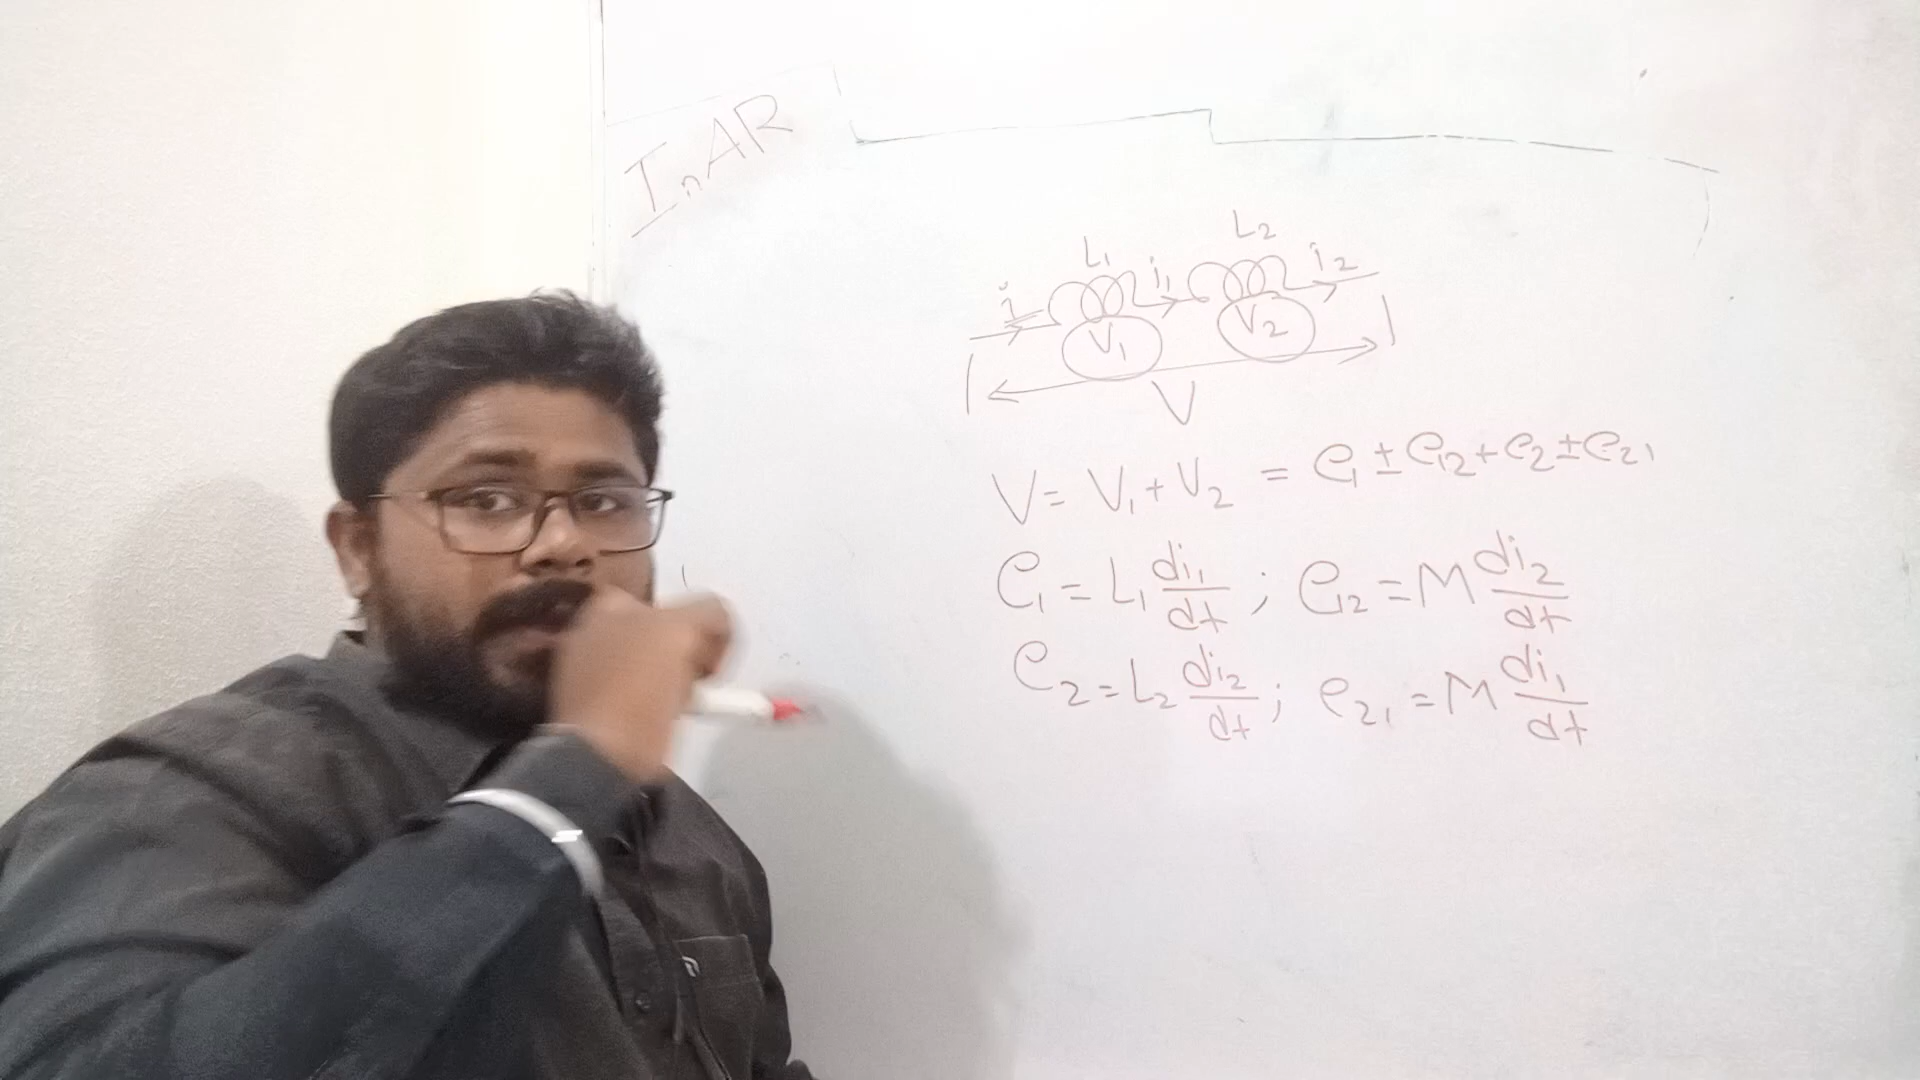 InAR
L₁ L₂
i i₁ i₂
V₁ V₂
V
V = V₁ + V₂ = e₁ ± e₁₂ + e₂ ± e₂₁
e₁ = L₁ di₁/dt ; e₁₂ = M di₂/dt
e₂ = L₂ di₂/dt ; e₂₁ = M di₁/dt